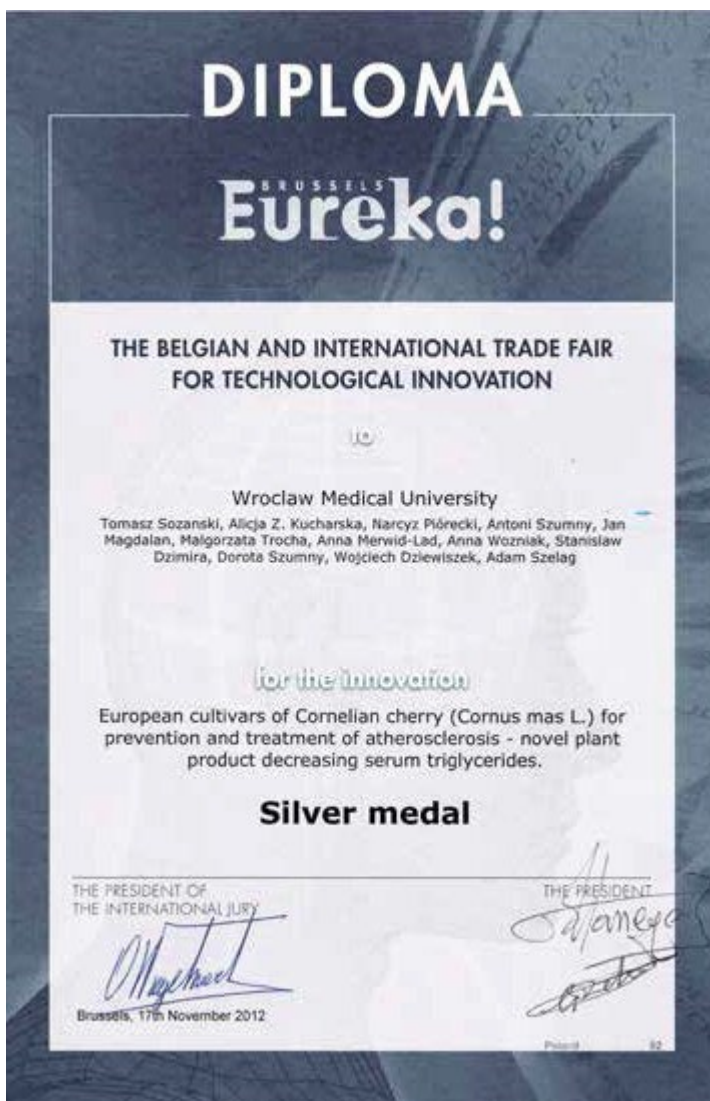 DIPLOMA
BRUSSELS
Eureka!
THE BELGIAN AND INTERNATIONAL TRADE FAIR
FOR TECHNOLOGICAL INNOVATION
TO
Wroclaw Medical University
Tomasz Sozanski, Alicja Z. Kucharska, Narcyz Piórecki, Antoni Szumny, Jan
Magdalan, Malgorzata Trocha, Anna Merwid-Lad, Anna Wozniak, Stanislaw
Dzimira, Dorota Szumny, Wojciech Dziewiszek, Adam Szelag
for the innovation
European cultivars of Cornelian cherry (Cornus mas L.) for
prevention and treatment of atherosclerosis - novel plant
product decreasing serum triglycerides.
Silver medal
THE PRESIDENT OF
THE INTERNATIONAL JURY
THE PRESIDENT
Brussels, 17th November 2012
Poland 92